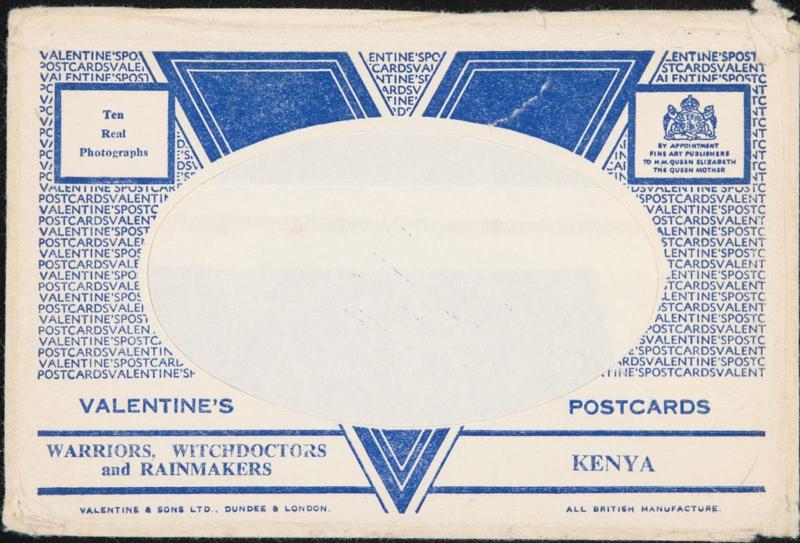 Ten
Real
Photographs
BY APPOINTMENT
FINE ART PUBLISHERS
TO H.M. QUEEN ELIZABETH
THE QUEEN MOTHER
VALENTINE'S
POSTCARDS
WARRIORS, WITCHDOCTORS
and RAINMAKERS
KENYA
VALENTINE & SONS LTD., DUNDEE & LONDON.
ALL BRITISH MANUFACTURE.